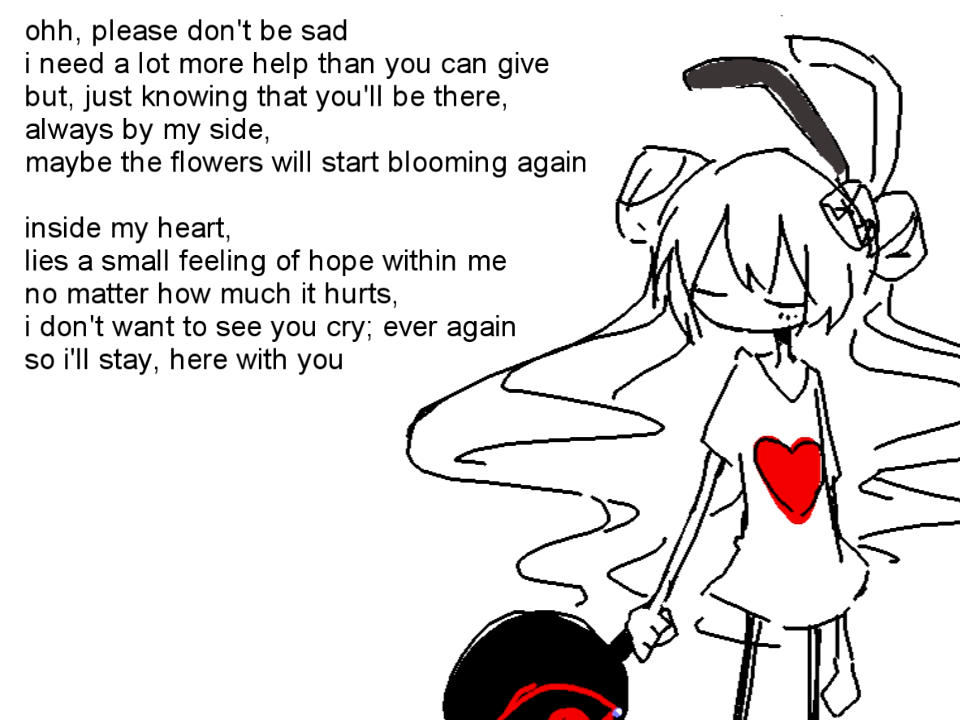 ohh, please don't be sad
i need a lot more help than you can give
but, just knowing that you'll be there,
always by my side,
maybe the flowers will start blooming again
inside my heart,
lies a small feeling of hope within me
no matter how much it hurts,
i don't want to see you cry; ever again
so i'll stay, here with you